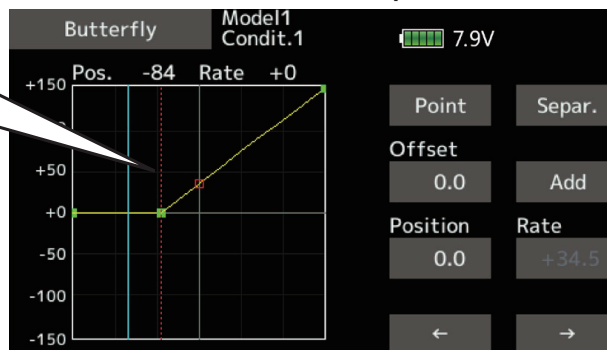 Butterfly
Model1
Condit.1
7.9V
Pos. -84 Rate +0
+150
+50
+0
-50
-100
-150
Point
Separ.
Offset
0.0
Add
Position
Rate
0.0
+34.5
←
→